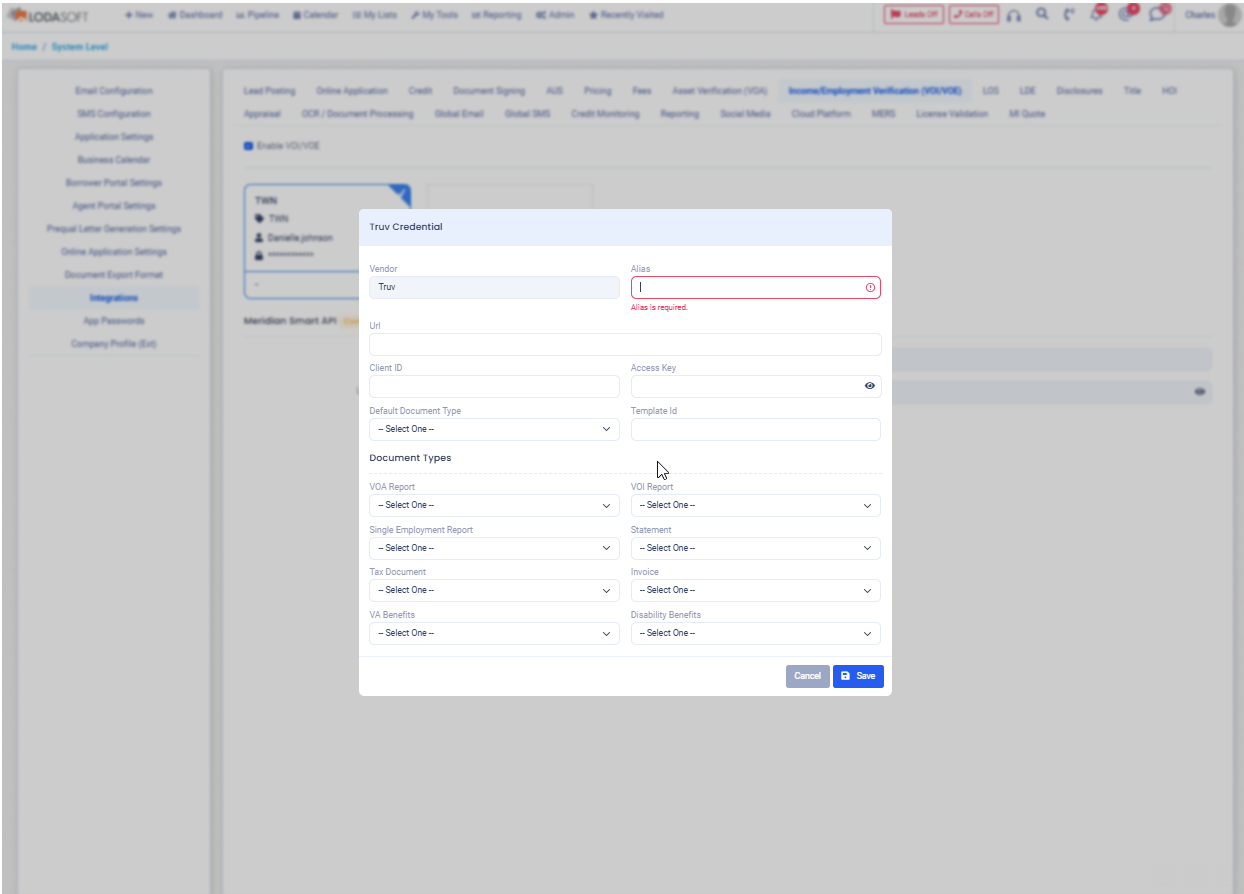 LODASOFT
+ New Dashboard Pipeline Calendar My Lists My Tools Reporting Admin Recently Visited Leads Off Calls Off Charles
Home / System Level
Email Configuration
SMS Configuration
Application Settings
Business Calendar
Borrower Portal Settings
Agent Portal Settings
Prequal Letter Generation Settings
Online Application Settings
Document Export Format
Integrations
App Passwords
Company Profile (Ext)
Lead Posting Online Application Credit Document Signing AUS Pricing Fees Asset Verification (VOA) Income/Employment Verification (VOI/VOE) LOS LDE Disclosures Title HOI
Appraisal OCR / Document Processing Global Email Global SMS Credit Monitoring Reporting Social Media Cloud Platform MERS License Validation MI Quote
Enable VOI/VOE
TWN
TWN
Danielle.johnson
************
-
Meridian Smart API
Truv Credential
Vendor Alias
Truv
Alias is required.
Url
Client ID Access Key
Default Document Type Template Id
-- Select One --
Document Types
VOA Report VOI Report
-- Select One -- -- Select One --
Single Employment Report Statement
-- Select One -- -- Select One --
Tax Document Invoice
-- Select One -- -- Select One --
VA Benefits Disability Benefits
-- Select One -- -- Select One --
Cancel Save